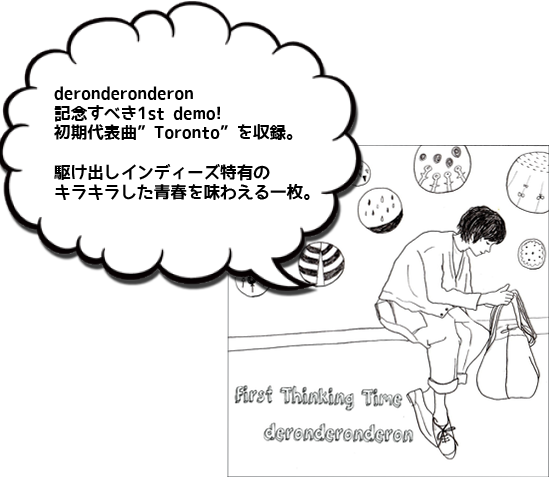 deronderonderon
記念すべき1st demo!
初期代表曲”Toronto”を収録。
駆け出しインディーズ特有の
キラキラした青春を味わえる一枚。
First Thinking Time
deronderonderon